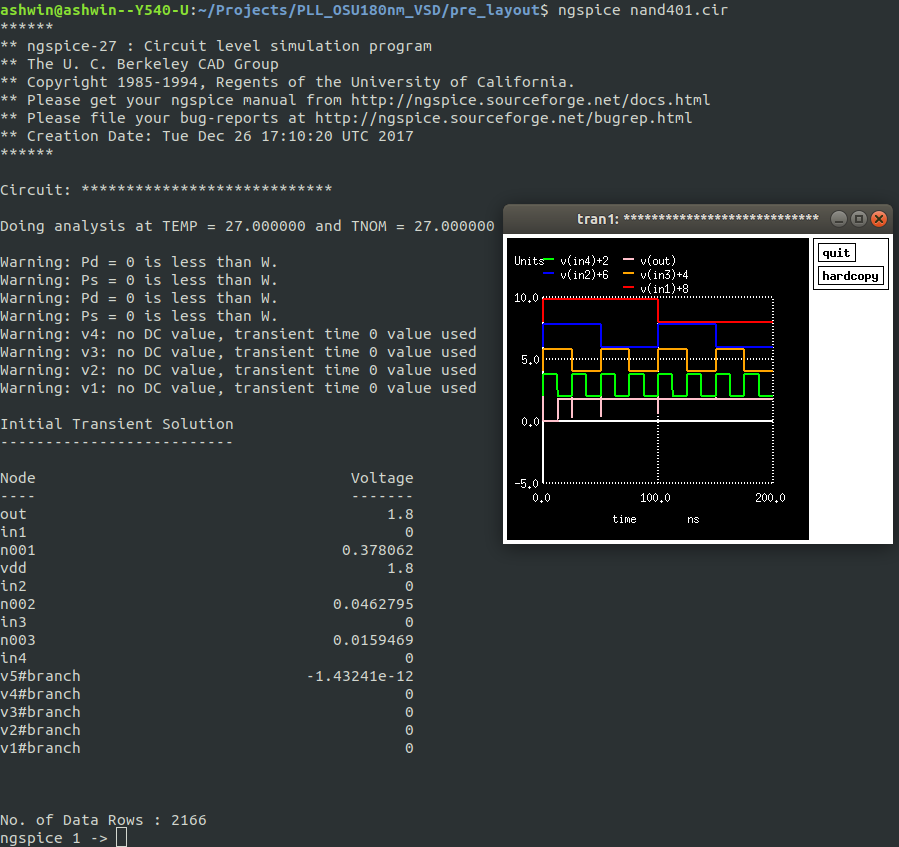 ashwin@ashwin--Y540-U:~/Projects/PLL_OSU180nm_VSD/pre_layout$ ngspice nand401.cir
******
** ngspice-27 : Circuit level simulation program
** The U. C. Berkeley CAD Group
** Copyright 1985-1994, Regents of the University of California.
** Please get your ngspice manual from http://ngspice.sourceforge.net/docs.html
** Please file your bug-reports at http://ngspice.sourceforge.net/bugrep.html
** Creation Date: Tue Dec 26 17:10:20 UTC 2017
******
Circuit: ****************************
Doing analysis at TEMP = 27.000000 and TNOM = 27.000000
Warning: Pd = 0 is less than W.
Warning: Ps = 0 is less than W.
Warning: Pd = 0 is less than W.
Warning: Ps = 0 is less than W.
Warning: v4: no DC value, transient time 0 value used
Warning: v3: no DC value, transient time 0 value used
Warning: v2: no DC value, transient time 0 value used
Warning: v1: no DC value, transient time 0 value used
Initial Transient Solution
--------------------------
Node Voltage
---- -------
out 1.8
in1 0
n001 0.378062
vdd 1.8
in2 0
n002 0.0462795
in3 0
n003 0.0159469
in4 0
v5#branch -1.43241e-12
v4#branch 0
v3#branch 0
v2#branch 0
v1#branch 0
No. of Data Rows : 2166
ngspice 1 ->
tran1: ****************************
quit
hardcopy
Units v(in4)+2 v(out)
v(in2)+6 v(in3)+4
v(in1)+8
10.0
5.0
0.0
-5.0
0.0 100.0 200.0
time ns